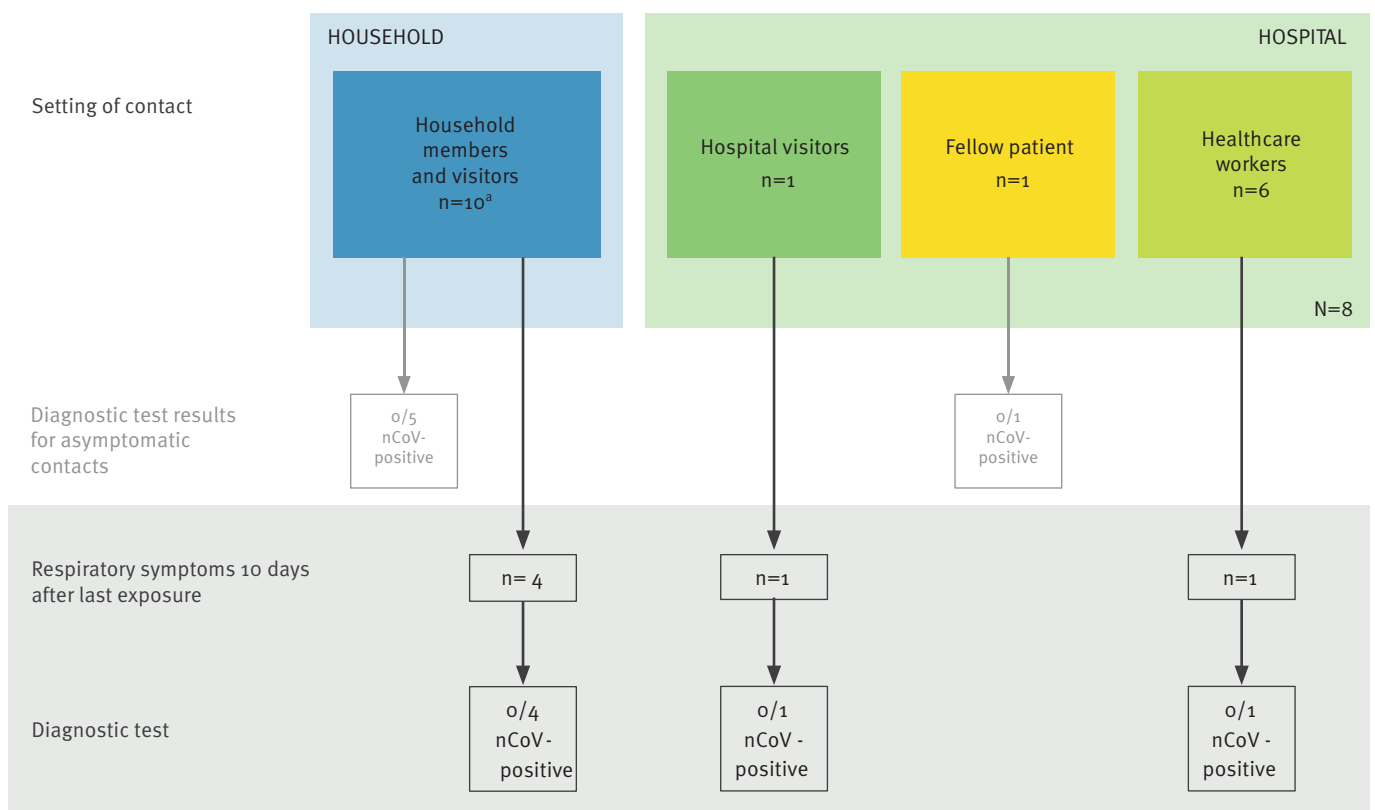 HOUSEHOLD
HOSPITAL
Setting of contact
Household
members
and visitors
n=10ª
Hospital visitors
n=1
Fellow patient
n=1
Healthcare
workers
n=6
N=8
Diagnostic test results
for asymptomatic
contacts
0/5
nCoV-
positive
0/1
nCoV-
positive
Respiratory symptoms 10 days
after last exposure
n= 4
n=1
n=1
Diagnostic test
0/4
nCoV -
positive
0/1
nCoV -
positive
0/1
nCoV -
positive